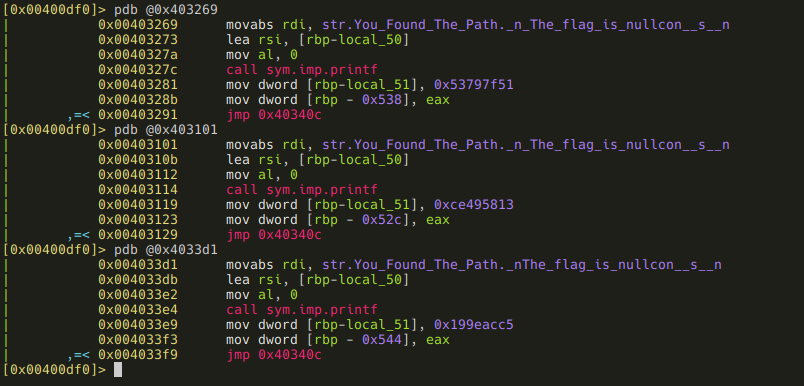 [0x00400df0]> pdb @0x403269
|           0x00403269      movabs rdi, str.You_Found_The_Path._n_The_flag_is_nullcon__s__n
|           0x00403273      lea rsi, [rbp-local_50]
|           0x0040327a      mov al, 0
|           0x0040327c      call sym.imp.printf
|           0x00403281      mov dword [rbp-local_51], 0x53797f51
|           0x0040328b      mov dword [rbp - 0x538], eax
|       ,=< 0x00403291      jmp 0x40340c
[0x00400df0]> pdb @0x403101
|           0x00403101      movabs rdi, str.You_Found_The_Path._n_The_flag_is_nullcon__s__n
|           0x0040310b      lea rsi, [rbp-local_50]
|           0x00403112      mov al, 0
|           0x00403114      call sym.imp.printf
|           0x00403119      mov dword [rbp-local_51], 0xce495813
|           0x00403123      mov dword [rbp - 0x52c], eax
|       ,=< 0x00403129      jmp 0x40340c
[0x00400df0]> pdb @0x4033d1
|           0x004033d1      movabs rdi, str.You_Found_The_Path._nThe_flag_is_nullcon__s__n
|           0x004033db      lea rsi, [rbp-local_50]
|           0x004033e2      mov al, 0
|           0x004033e4      call sym.imp.printf
|           0x004033e9      mov dword [rbp-local_51], 0x199eacc5
|           0x004033f3      mov dword [rbp - 0x544], eax
|       ,=< 0x004033f9      jmp 0x40340c
[0x00400df0]>